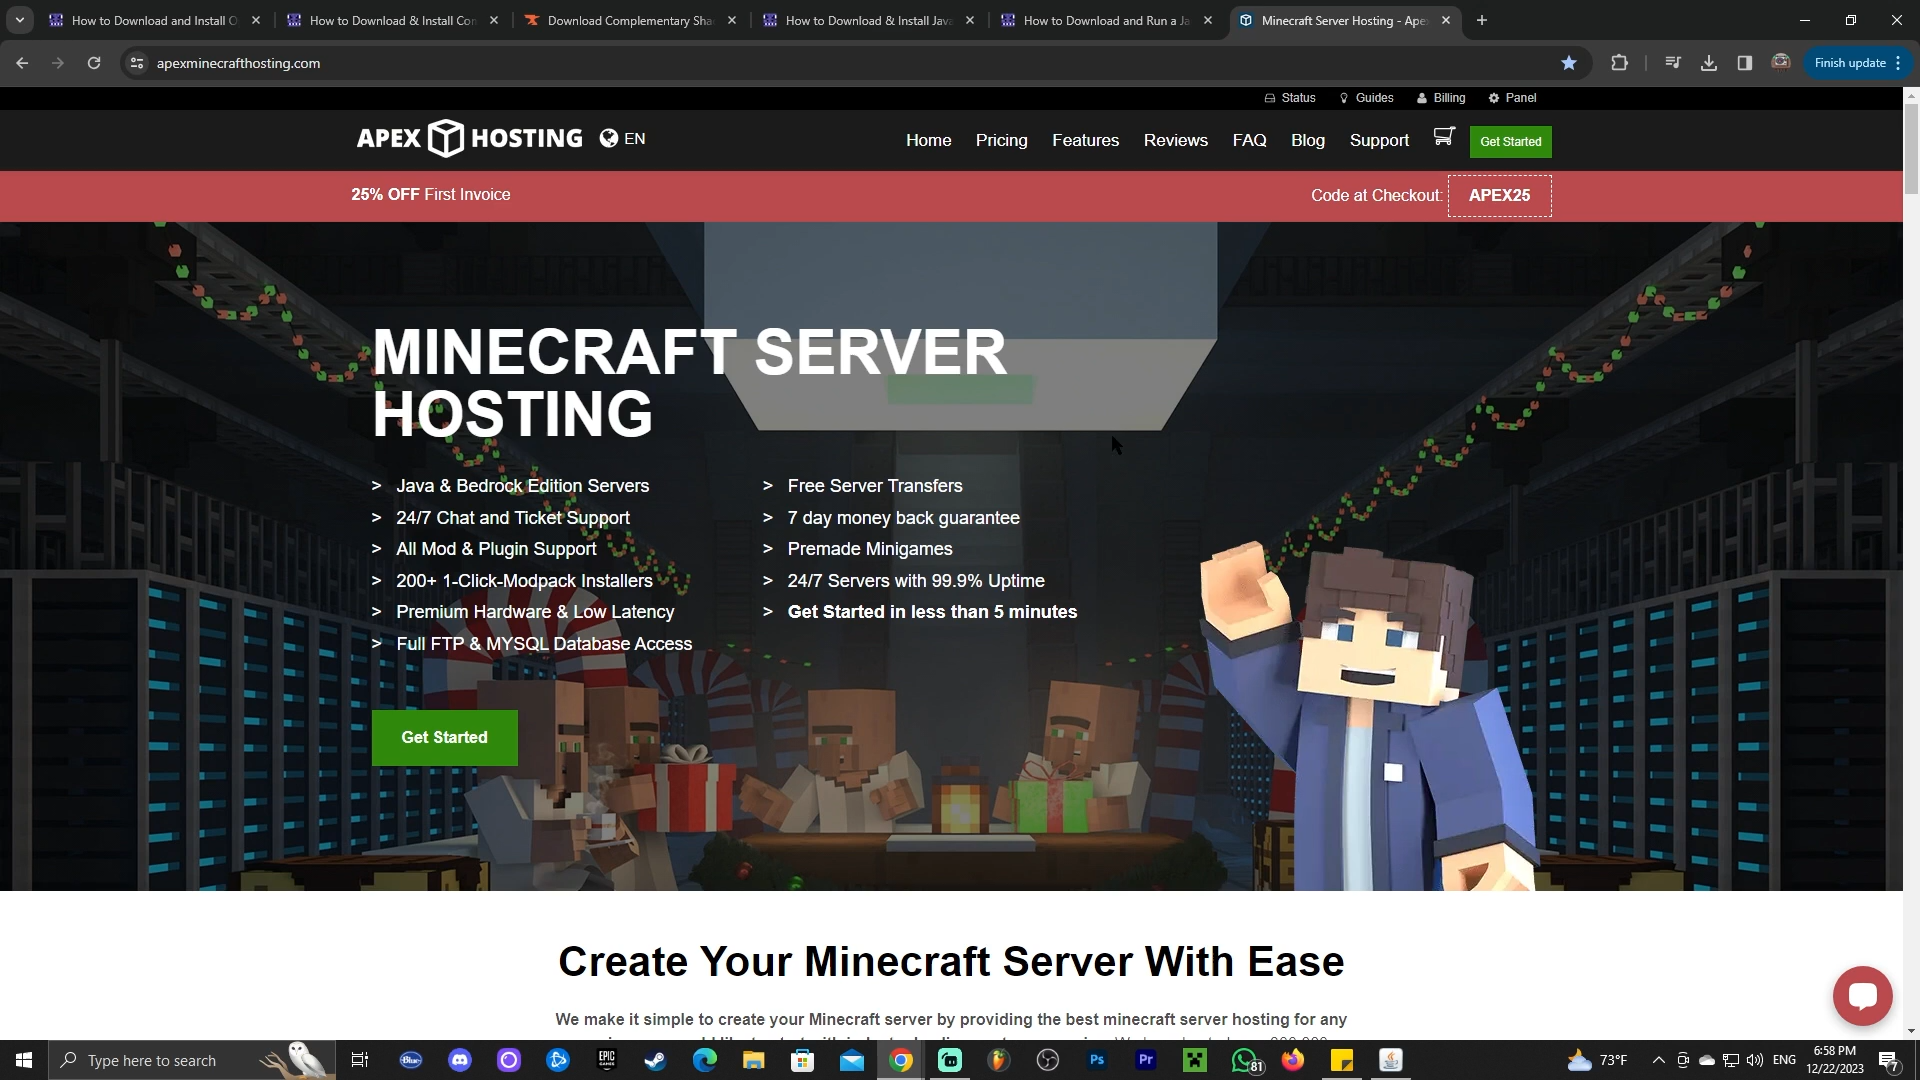 How to Download and Install O
How to Download & Install Con
Download Complementary Sha
How to Download & Install Java
How to Download and Run a Ja
Minecraft Server Hosting - Apex
apexminecrafthosting.com
Finish update
Status
Guides
Billing
Panel
APEX HOSTING
EN
Home
Pricing
Features
Reviews
FAQ
Blog
Support
Get Started
25% OFF First Invoice
Code at Checkout: APEX25
MINECRAFT SERVER
HOSTING
> Java & Bedrock Edition Servers
> 24/7 Chat and Ticket Support
> All Mod & Plugin Support
> 200+ 1-Click-Modpack Installers
> Premium Hardware & Low Latency
> Full FTP & MYSQL Database Access
> Free Server Transfers
> 7 day money back guarantee
> Premade Minigames
> 24/7 Servers with 99.9% Uptime
> Get Started in less than 5 minutes
Get Started
Create Your Minecraft Server With Ease
We make it simple to create your Minecraft server by providing the best minecraft server hosting for any
Type here to search
Blue
EPIC
GAMES
Ps
Pr
81
73°F
ENG
6:58 PM
12/22/2023
7